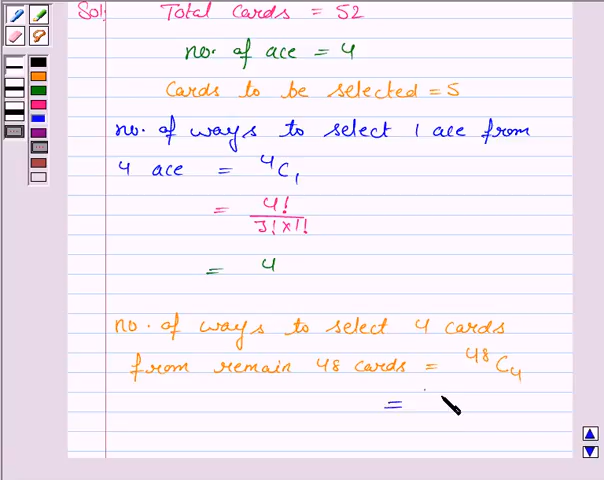 Sol:
Total cards = 52
no. of ace = 4
Cards to be selected = 5
no. of ways to select 1 ace from
4 ace = ⁴C₁
= 4! / 3! × 1!
= 4
no. of ways to select 4 cards
from remain 48 cards = ⁴⁸C₄
=